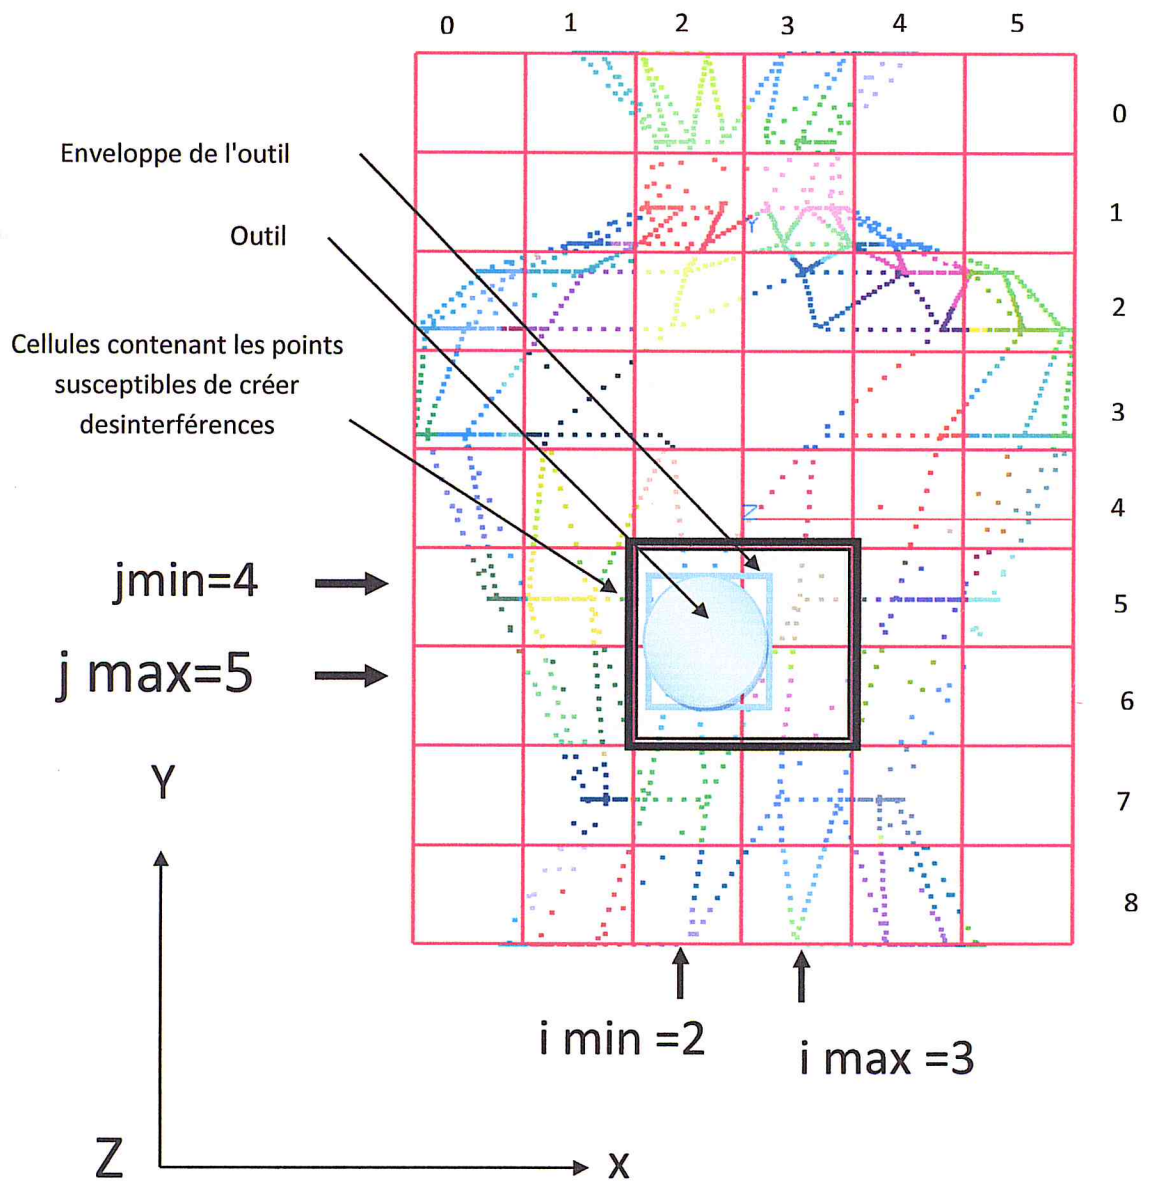 0 1 2 3 4 5
0
Enveloppe de l'outil
1
Y
Outil
2
Cellules contenant les points
susceptibles de créer
desinterférences
3
4
Z
jmin=4
5
j max=5
6
Y
7
8
i min =2
i max =3
Z
x